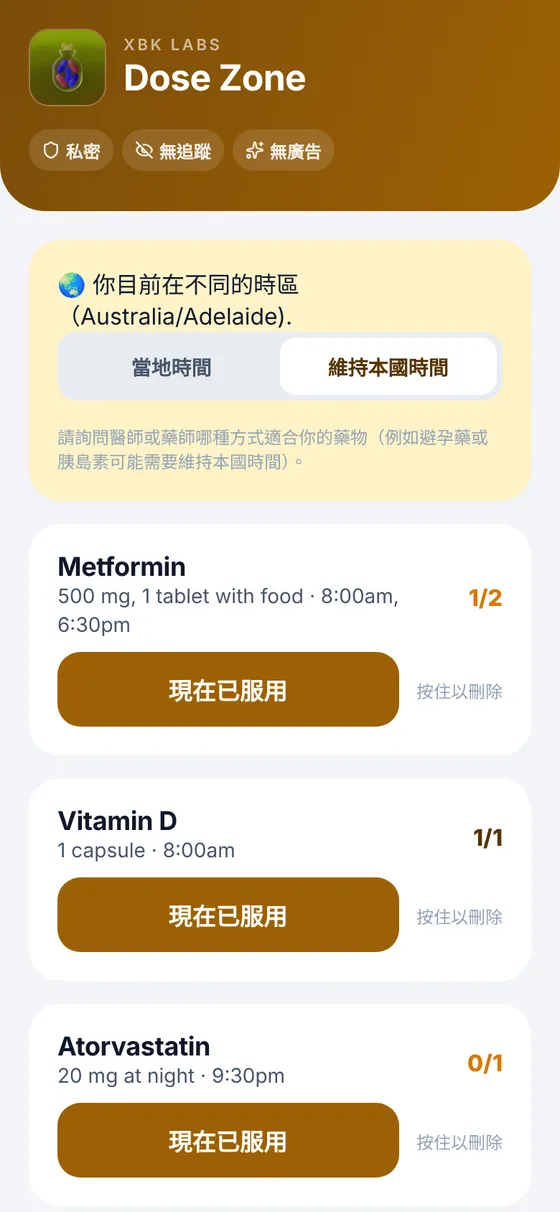 XBK LABS
Dose Zone
私密
無追蹤
無廣告
🌏 你目前在不同的時區
（Australia/Adelaide).
當地時間
維持本國時間
請詢問醫師或藥師哪種方式適合你的藥物（例如避孕藥或
胰島素可能需要維持本國時間）。
Metformin
500 mg, 1 tablet with food · 8:00am,
6:30pm
1/2
現在已服用
按住以刪除
Vitamin D
1 capsule · 8:00am
1/1
現在已服用
按住以刪除
Atorvastatin
20 mg at night · 9:30pm
0/1
現在已服用
按住以刪除